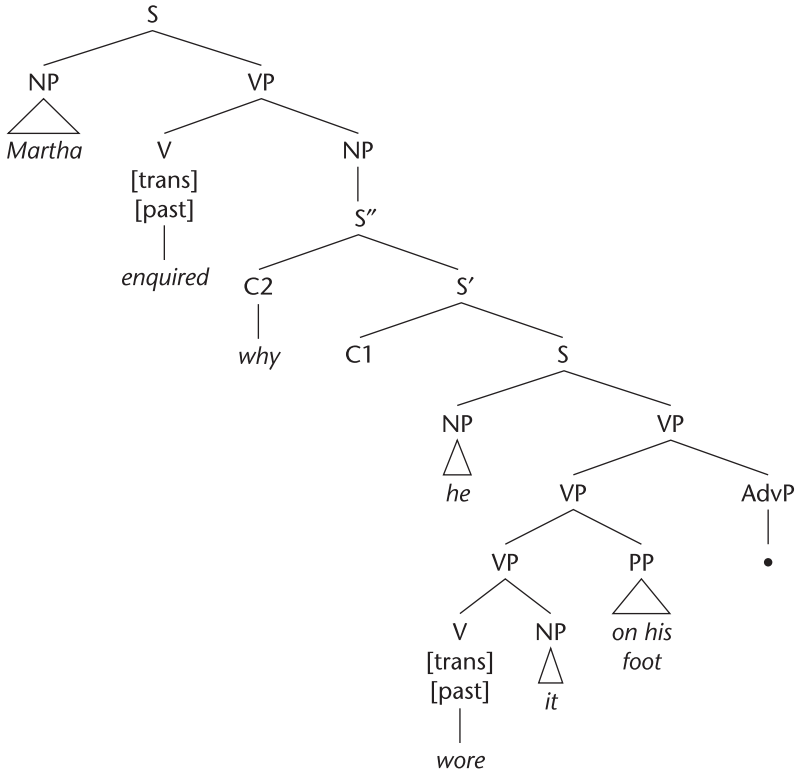 S
NP VP
Martha V NP
[trans]
[past] S″
enquired C2 S′
why C1 S
NP VP
he VP AdvP
VP PP •
V NP on his
[trans] foot
[past] it
wore